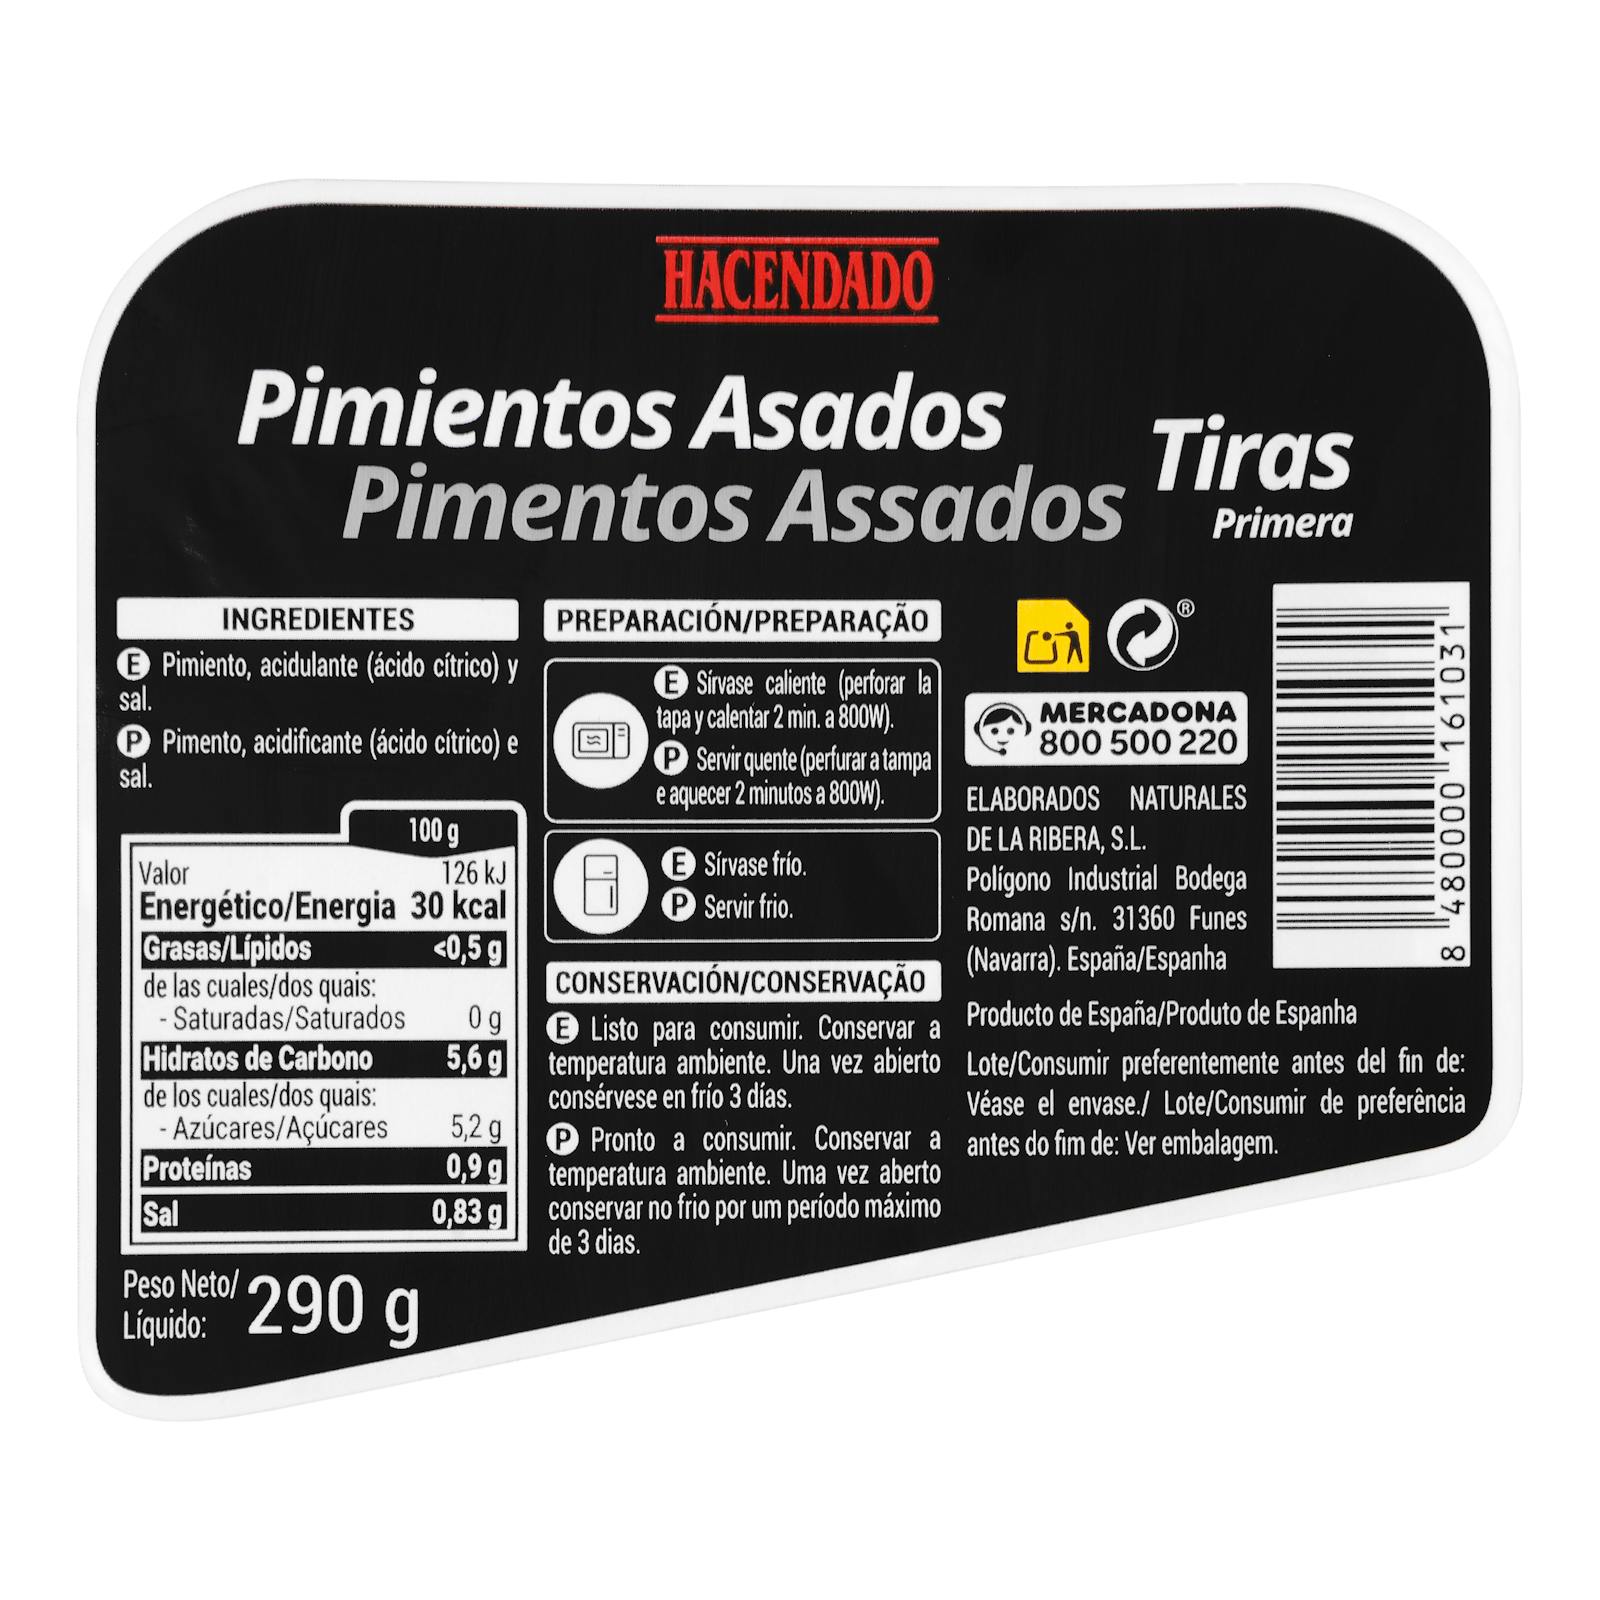 HACENDADO
Pimientos Asados
Pimentos Assados
Tiras
Primera
INGREDIENTES
E Pimiento, acidulante (ácido cítrico) y
sal.
P Pimento, acidificante (ácido cítrico) e
sal.
100 g
Valor 126 kJ
Energético/Energia 30 kcal
Grasas/Lípidos <0,5 g
de las cuales/dos quais:
- Saturadas/Saturados 0 g
Hidratos de Carbono 5,6 g
de los cuales/dos quais:
- Azúcares/Açúcares 5,2 g
Proteínas 0,9 g
Sal 0,83 g
Peso Neto/
Líquido: 290 g
PREPARACIÓN/PREPARAÇÃO
E Sírvase caliente (perforar la
tapa y calentar 2 min. a 800W).
P Servir quente (perfurar a tampa
e aquecer 2 minutos a 800W).
E Sírvase frío.
P Servir frio.
CONSERVACIÓN/CONSERVAÇÃO
E Listo para consumir. Conservar a
temperatura ambiente. Una vez abierto
consérvese en frío 3 días.
P Pronto a consumir. Conservar a
temperatura ambiente. Uma vez aberto
conservar no frio por um período máximo
de 3 dias.
®
MERCADONA
800 500 220
ELABORADOS NATURALES
DE LA RIBERA, S.L.
Polígono Industrial Bodega
Romana s/n. 31360 Funes
(Navarra). España/Espanha
Producto de España/Produto de Espanha
Lote/Consumir preferentemente antes del fin de:
Véase el envase./ Lote/Consumir de preferência
antes do fim de: Ver embalagem.
8 480000 161031